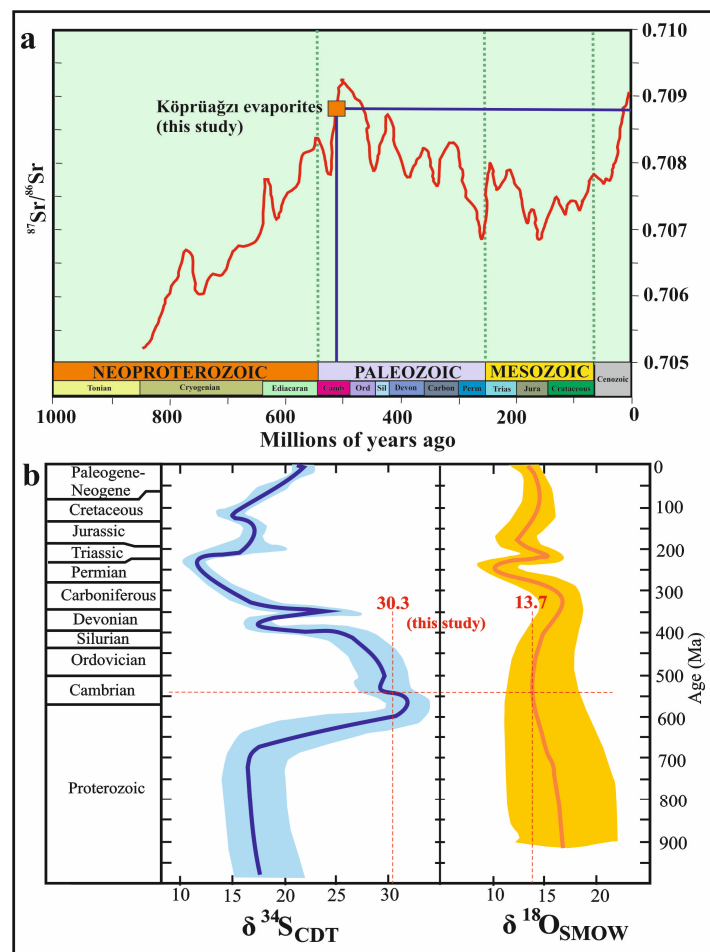 a
0.710
0.709
0.708
0.707
0.706
0.705
87Sr/86Sr
Köprüağzı evaporites
(this study)
NEOPROTEROZOIC
PALEOZOIC
MESOZOIC
Cenozoic
Tonian
Cryogenian
Ediacaran
Camb
Ord
Sil
Devon
Carbon
Perm
Trias
Jura
Cratacous
1000
800
600
400
200
0
Millions of years ago
b
Paleogene-
Neogene
Cretaceous
Jurassic
Triassic
Permian
Carboniferous
Devonian
Silurian
Ordovician
Cambrian
Proterozoic
30.3
(this study)
13.7
0
100
200
300
400
500
600
700
800
900
Age (Ma)
10
15
20
25
30
10
15
20
δ 34SCDT
δ 18OSMOW